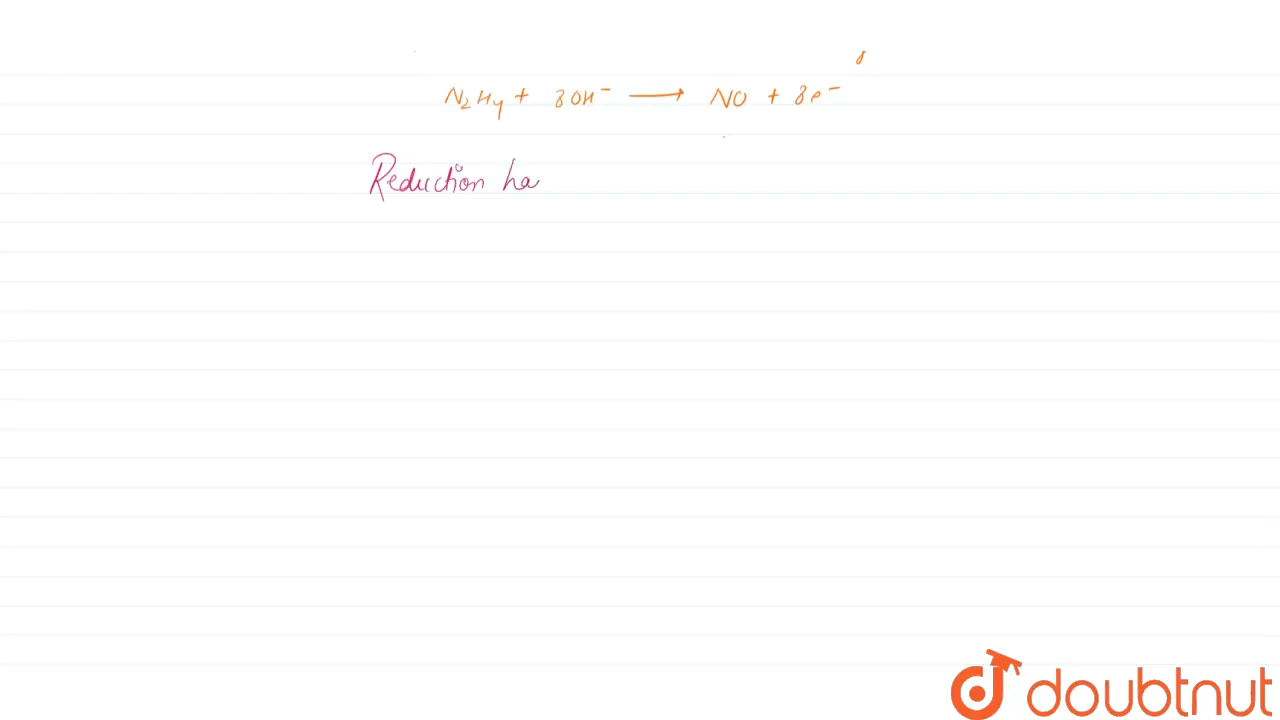 N₂H₄ + 8OH⁻ ⟶ NO + 8e⁻
Reduction ha
doubtnut